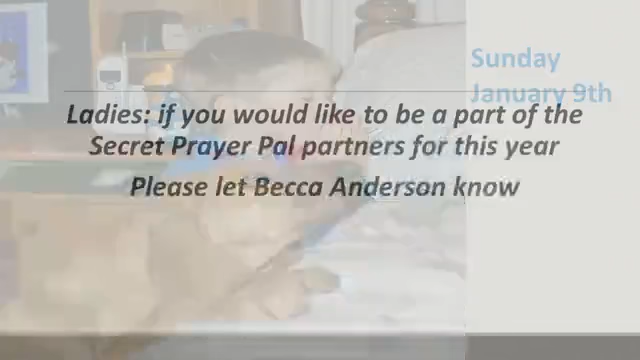 Sunday
January 9th
Ladies: if you would like to be a part of the
Secret Prayer Pal partners for this year
Please let Becca Anderson know